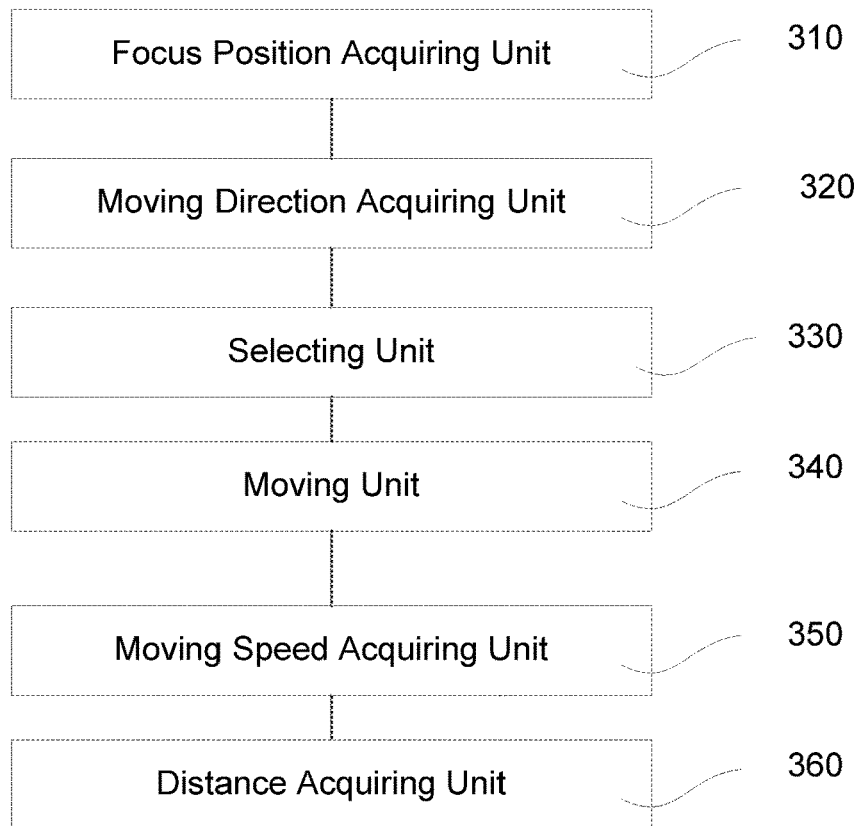 Focus Position Acquiring Unit 310
Moving Direction Acquiring Unit 320
Selecting Unit 330
Moving Unit 340
Moving Speed Acquiring Unit 350
Distance Acquiring Unit 360